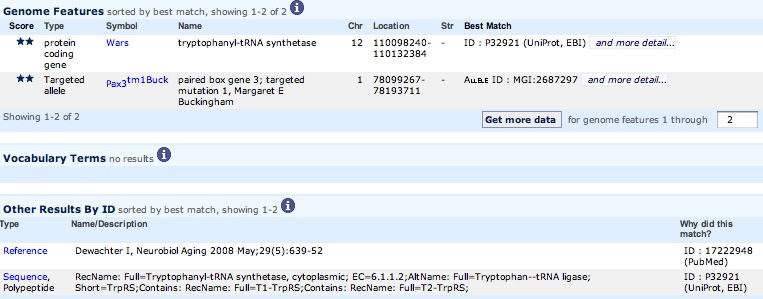 Genome Features sorted by best match, showing 1-2 of 2 i
Score Type Symbol Name Chr Location Str Best Match
★★ protein coding gene Wars tryptophanyl-tRNA synthetase 12 110098240-110132384 - ID : P32921 (UniProt, EBI) and more detail...
★★ Targeted allele Pax3tm1Buck paired box gene 3; targeted mutation 1, Margaret E Buckingham 1 78099267-78193711 - Allele ID : MGI:2687297 and more detail...
Showing 1-2 of 2
Get more data for genome features 1 through 2
Vocabulary Terms no results i
Other Results By ID sorted by best match, showing 1-2 i
Type Name/Description Why did this match?
Reference Dewachter I, Neurobiol Aging 2008 May;29(5):639-52 ID : 17222948 (PubMed)
Sequence, Polypeptide RecName: Full=Tryptophanyl-tRNA synthetase, cytoplasmic; EC=6.1.1.2;AltName: Full=Tryptophan--tRNA ligase; Short=TrpRS;Contains: RecName: Full=T1-TrpRS;Contains: RecName: Full=T2-TrpRS; ID : P32921 (UniProt, EBI)